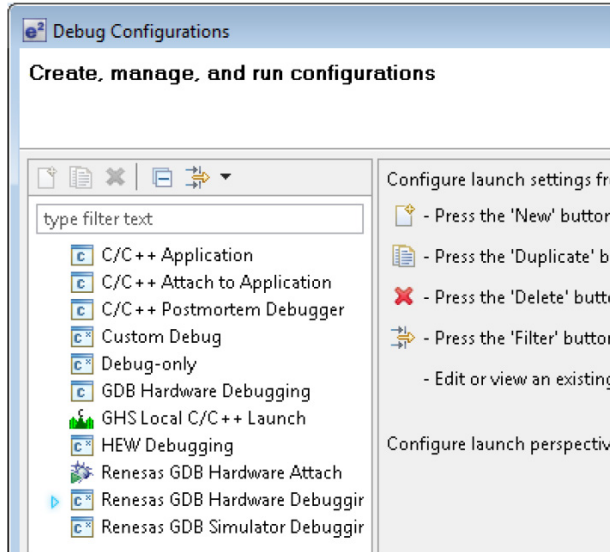 e² Debug Configurations
Create, manage, and run configurations
type filter text
C/C++ Application
C/C++ Attach to Application
C/C++ Postmortem Debugger
Custom Debug
Debug-only
GDB Hardware Debugging
GHS Local C/C++ Launch
HEW Debugging
Renesas GDB Hardware Attach
Renesas GDB Hardware Debuggir
Renesas GDB Simulator Debuggir
Configure launch settings fr
- Press the 'New' button
- Press the 'Duplicate' b
- Press the 'Delete' butto
- Press the 'Filter' button
- Edit or view an existing
Configure launch perspectiv